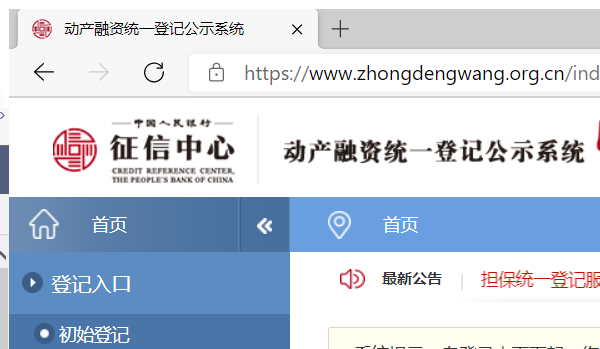 动产融资统一登记公示系统
https://www.zhongdengwang.org.cn/ind
中国人民银行
征信中心
CREDIT REFERENCE CENTER,
THE PEOPLE'S BANK OF CHINA
动产融资统一登记公示系统
首页
«
首页
登记入口
最新公告
担保统一登记服
初始登记